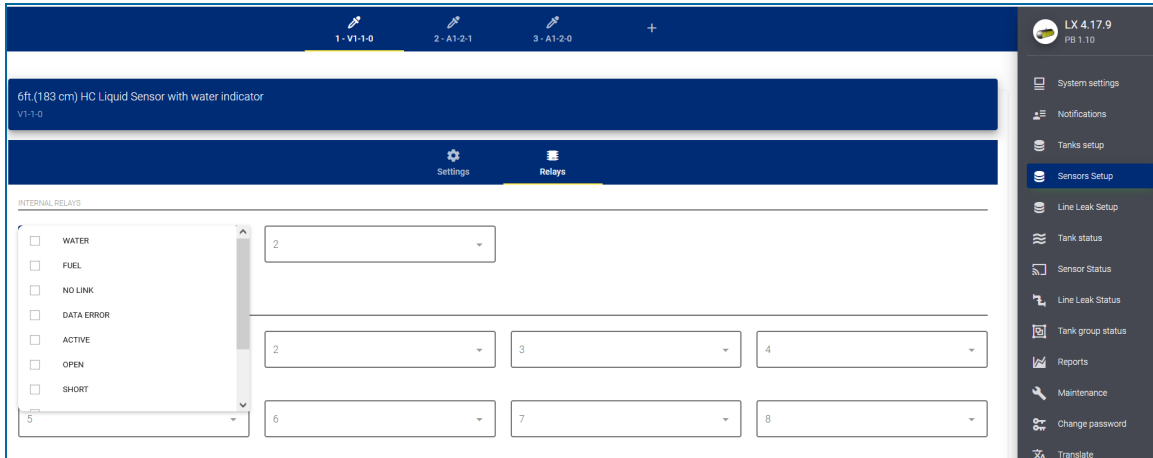 1 - V1-1-0
2 - A1-2-1
3 - A1-2-0
+
LX 4.17.9
PB 1.10
6ft.(183 cm) HC Liquid Sensor with water indicator
V1-1-0
Settings
Relays
INTERNAL RELAYS
WATER
FUEL
NO LINK
DATA ERROR
ACTIVE
OPEN
SHORT
2
2
3
4
5
6
7
8
System settings
Notifications
Tanks setup
Sensors Setup
Line Leak Setup
Tank status
Sensor Status
Line Leak Status
Tank group status
Reports
Maintenance
Change password
Translate